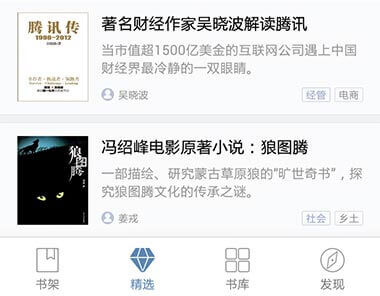 腾讯传
1998-2012
著名财经作家吴晓波解读腾讯
当市值超1500亿美金的互联网公司遇上中国
财经界最冷静的一双眼睛。
吴晓波
经管
电商
狼图腾
冯绍峰电影原著小说：狼图腾
一部描绘、研究蒙古草原狼的"旷世奇书"，探
究狼图腾文化的传承之谜。
姜戎
社会
乡土
书架
精选
书库
发现